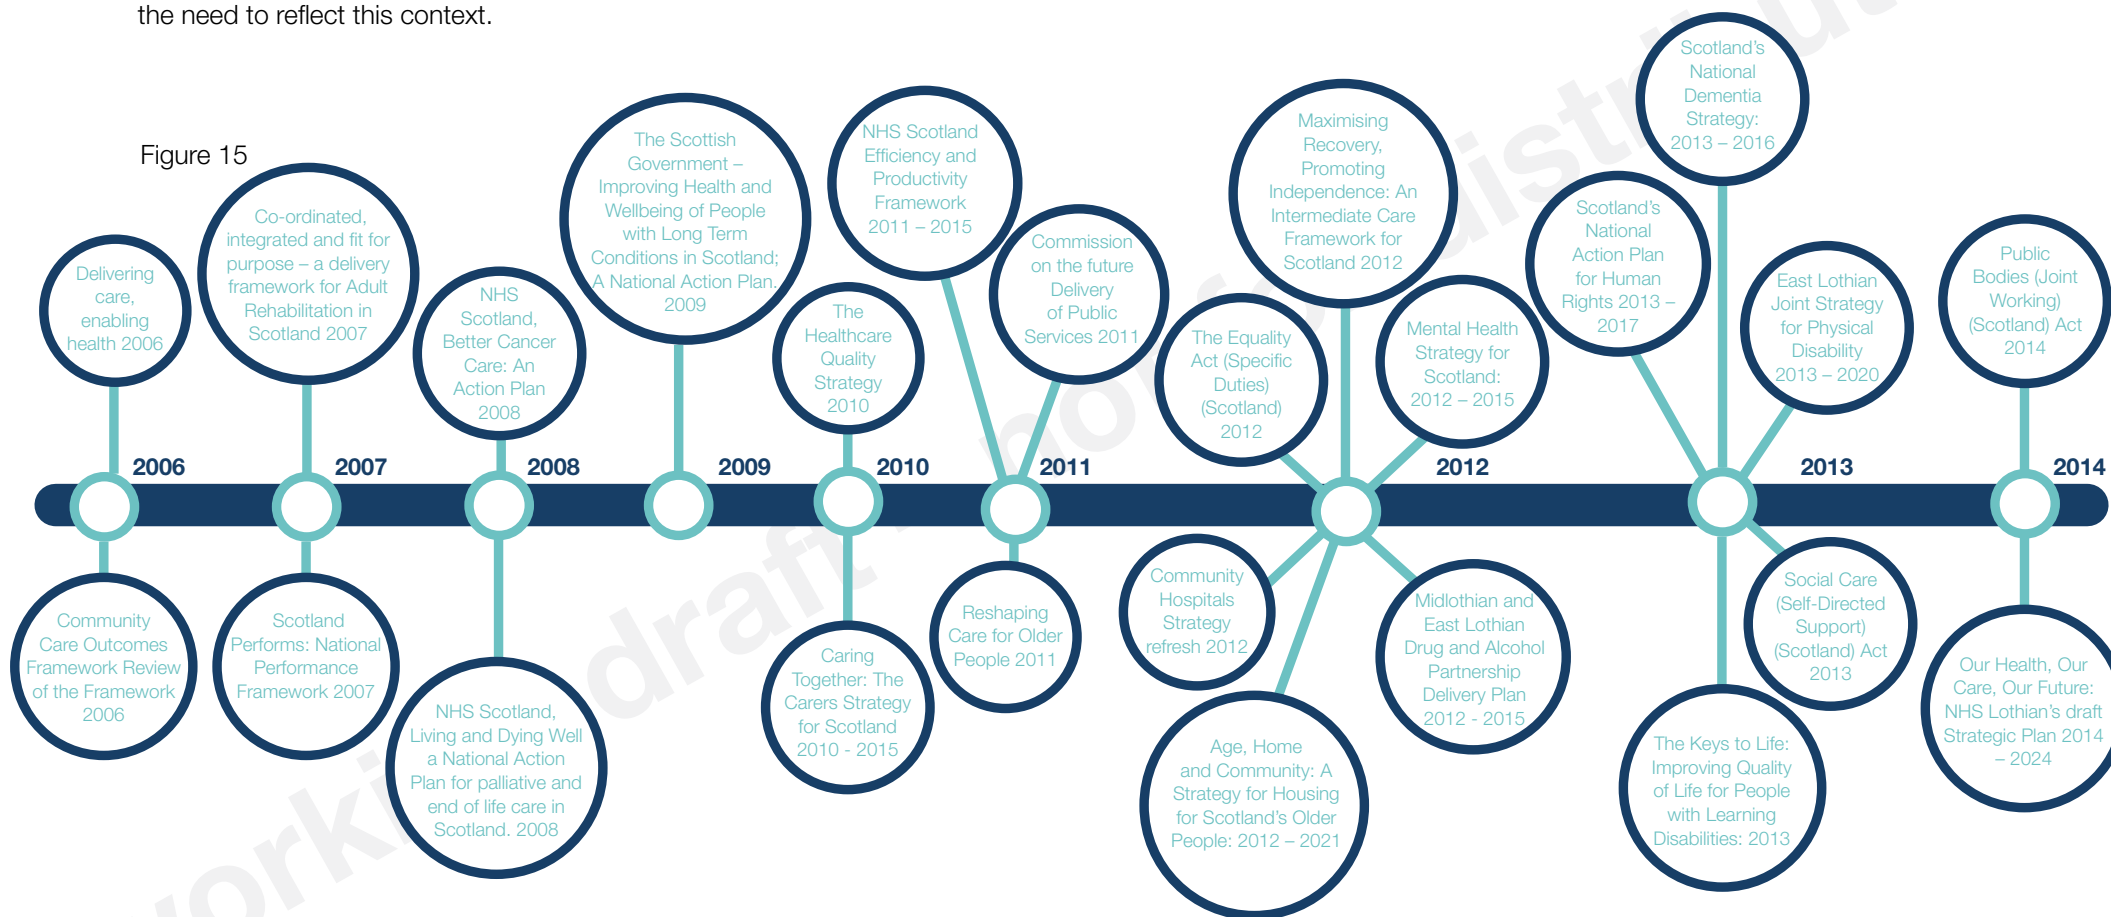 the need to reflect this context.
Figure 15
Delivering
care,
enabling
health 2006
Co-ordinated,
integrated and fit for
purpose – a delivery
framework for Adult
Rehabilitation in
Scotland 2007
NHS
Scotland,
Better Cancer
Care: An
Action Plan
2008
The Scottish
Government –
Improving Health and
Wellbeing of People
with Long Term
Conditions in Scotland;
A National Action Plan.
2009
The
Healthcare
Quality
Strategy
2010
NHS Scotland
Efficiency and
Productivity
Framework
2011 – 2015
Commission
on the future
Delivery
of Public
Services 2011
The Equality
Act (Specific
Duties)
(Scotland)
2012
Maximising
Recovery,
Promoting
Independence: An
Intermediate Care
Framework for
Scotland 2012
Mental Health
Strategy for
Scotland:
2012 – 2015
Scotland's
National
Action Plan
for Human
Rights 2013 –
2017
Scotland's
National
Dementia
Strategy:
2013 – 2016
East Lothian
Joint Strategy
for Physical
Disability
2013 – 2020
Public
Bodies (Joint
Working)
(Scotland) Act
2014
2006
2007
2008
2009
2010
2011
2012
2013
2014
Community
Care Outcomes
Framework Review
of the Framework
2006
Scotland
Performs: National
Performance
Framework 2007
NHS Scotland,
Living and Dying Well
a National Action
Plan for palliative and
end of life care in
Scotland. 2008
Caring
Together: The
Carers Strategy
for Scotland
2010 - 2015
Reshaping
Care for Older
People 2011
Community
Hospitals
Strategy
refresh 2012
Age, Home
and Community: A
Strategy for Housing
for Scotland's Older
People: 2012 – 2021
Midlothian and
East Lothian
Drug and Alcohol
Partnership
Delivery Plan
2012 - 2015
The Keys to Life:
Improving Quality
of Life for People
with Learning
Disabilities: 2013
Social Care
(Self-Directed
Support)
(Scotland) Act
2013
Our Health, Our
Care, Our Future:
NHS Lothian's draft
Strategic Plan 2014
– 2024
draft